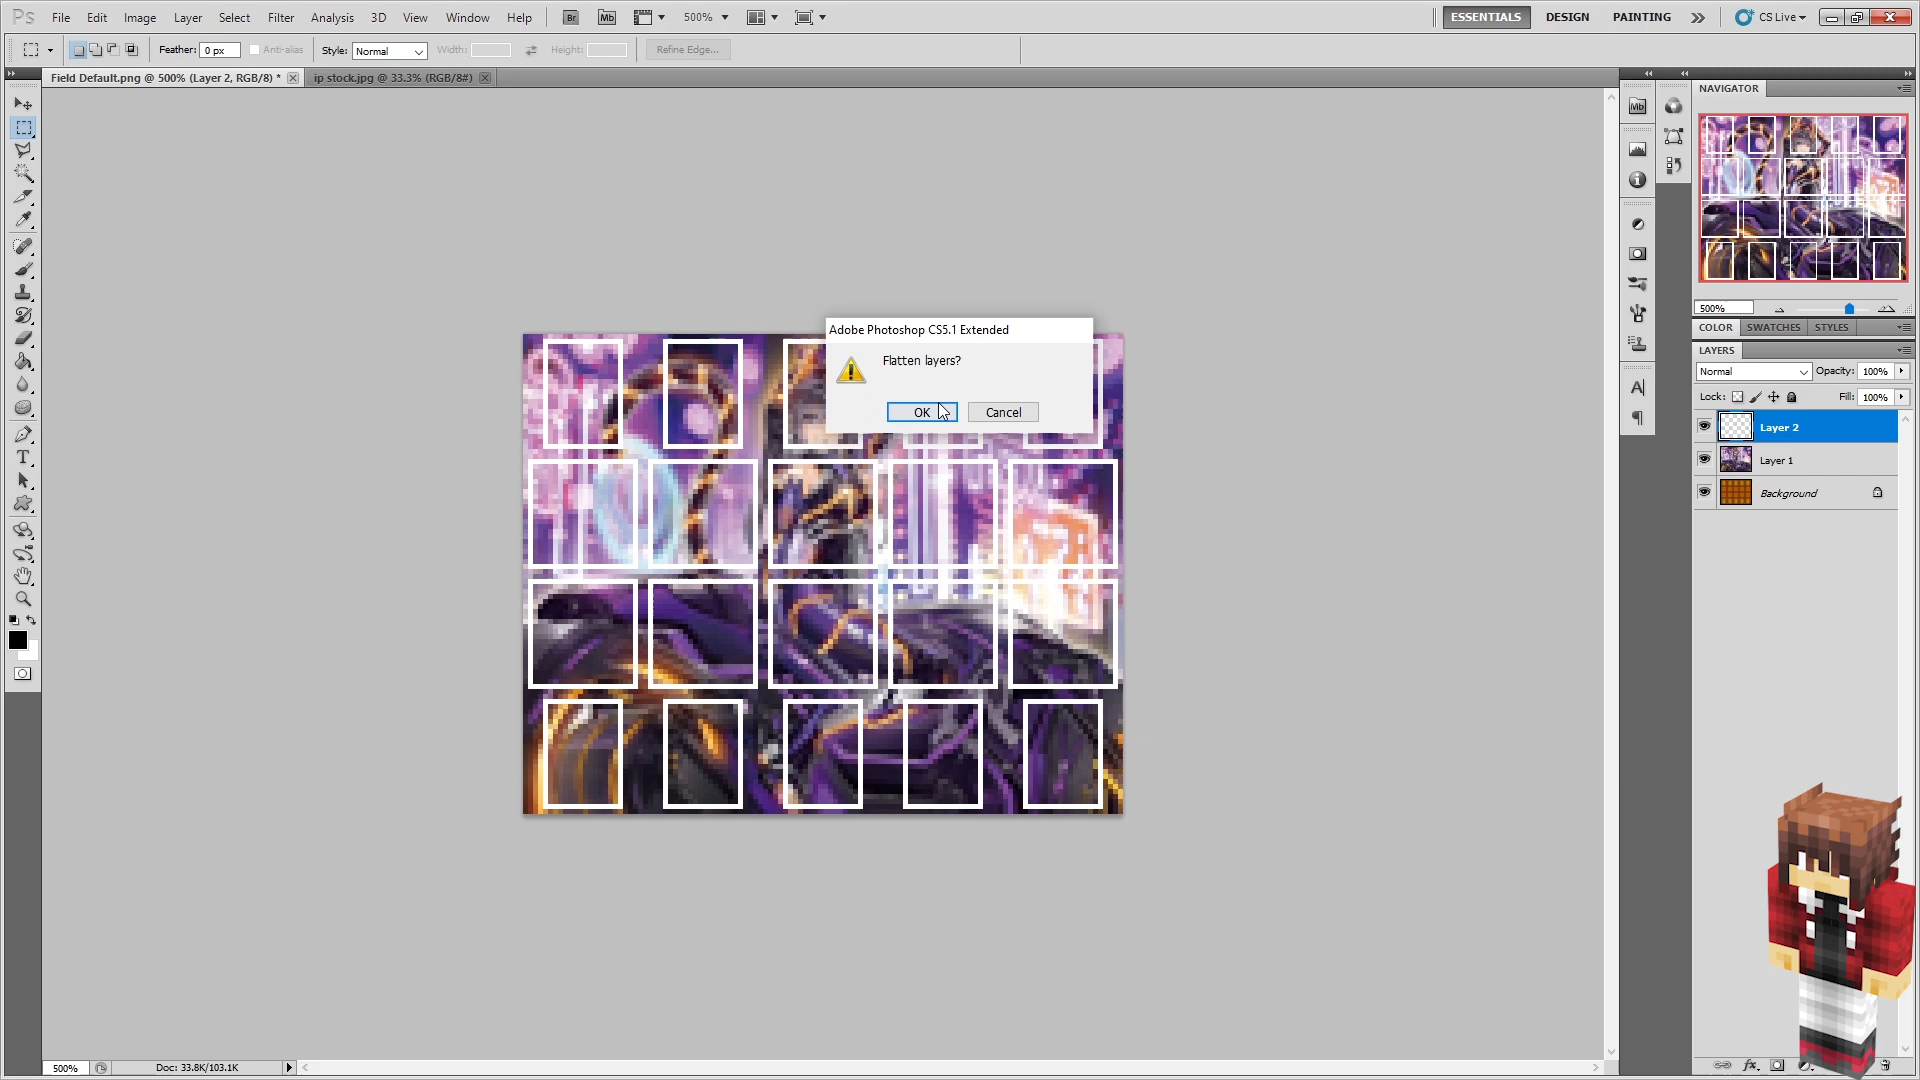 Ps File Edit Image Layer Select Filter Analysis 3D View Window Help Br Mb 500% ESSENTIALS DESIGN PAINTING CS Live
Feather: 0 px Anti-alias Style: Normal Width: Height: Refine Edge...
Field Default.png @ 500% (Layer 2, RGB/8) * ip stock.jpg @ 33.3% (RGB/8#)
NAVIGATOR
Mb
500%
COLOR SWATCHES STYLES
LAYERS
Normal Opacity: 100%
Lock: Fill: 100%
Layer 2
Layer 1
Background
Adobe Photoshop CS5.1 Extended
Flatten layers?
OK Cancel
500% Doc: 33.8K/103.1K